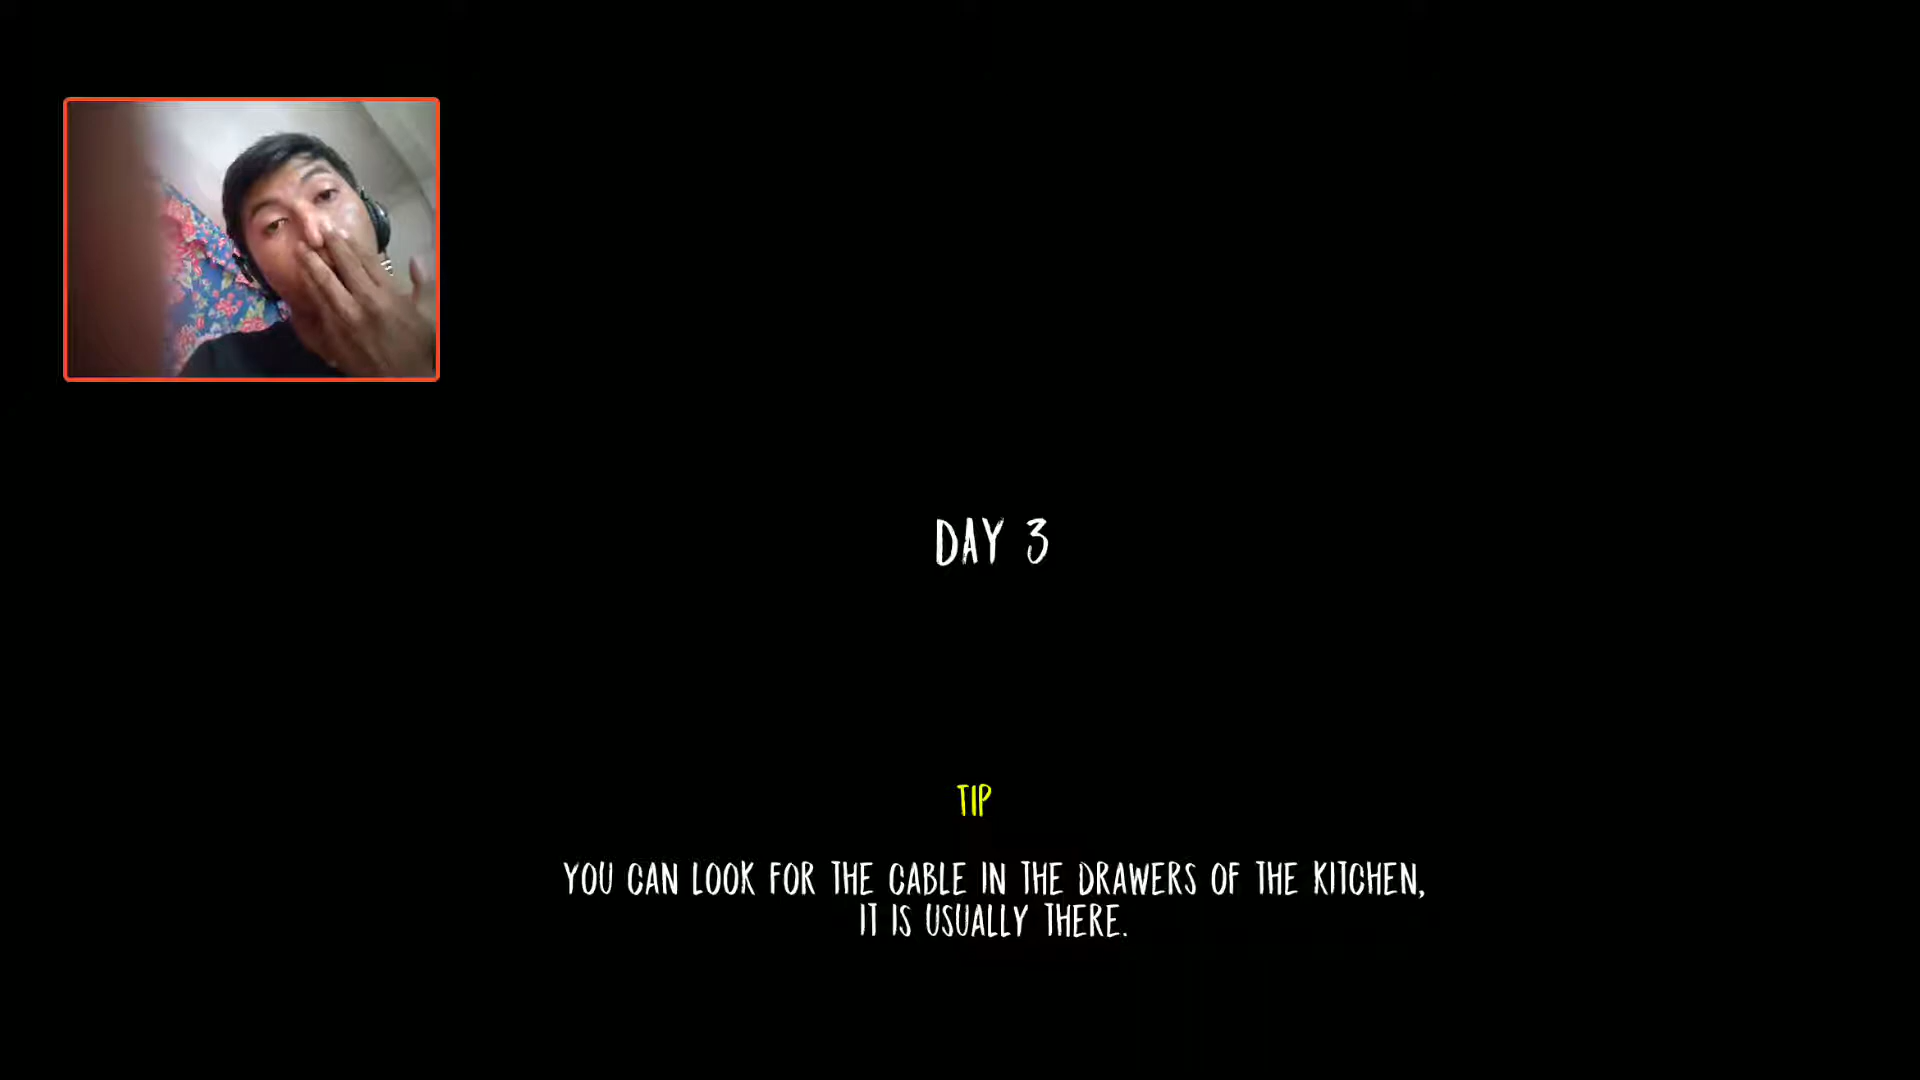 DAY 3
TIP
YOU CAN LOOK FOR THE CABLE IN THE DRAWERS OF THE KITCHEN,
IT IS USUALLY THERE.